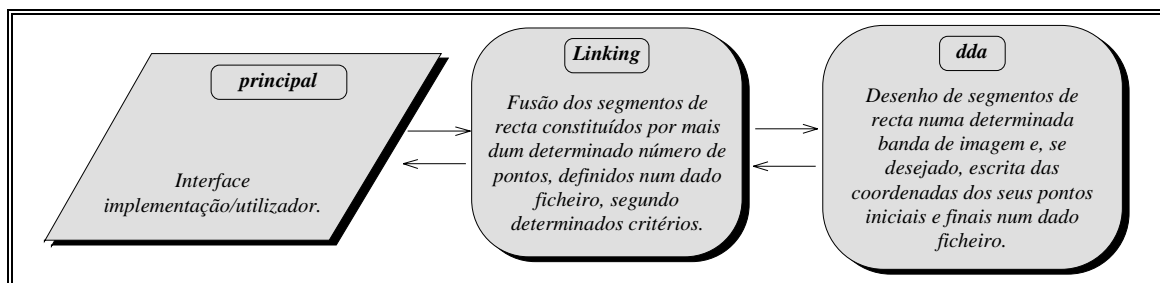 principal
Interface
implementação/utilizador.
Linking
Fusão dos segmentos de
recta constituídos por mais
dum determinado número de
pontos, definidos num dado
ficheiro, segundo
determinados critérios.
dda
Desenho de segmentos de
recta numa determinada
banda de imagem e, se
desejado, escrita das
coordenadas dos seus pontos
iniciais e finais num dado
ficheiro.